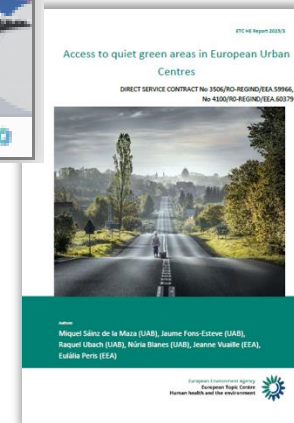 ETC HE Report 2025/5
Access to quiet green areas in European Urban
Centres
DIRECT SERVICE CONTRACT No 3506/RO-REGIND/EEA.59966,
No 4100/R0-REGIND/EEA.60379
Authors:
Miquel Sáinz de la Maza (UAB), Jaume Fons-Esteve (UAB),
Raquel Ubach (UAB), Núria Blanes (UAB), Jeanne Vuaille (EEA),
Eulàlia Peris (EEA)
European Environment Agency
European Topic Centre
Human health and the environment